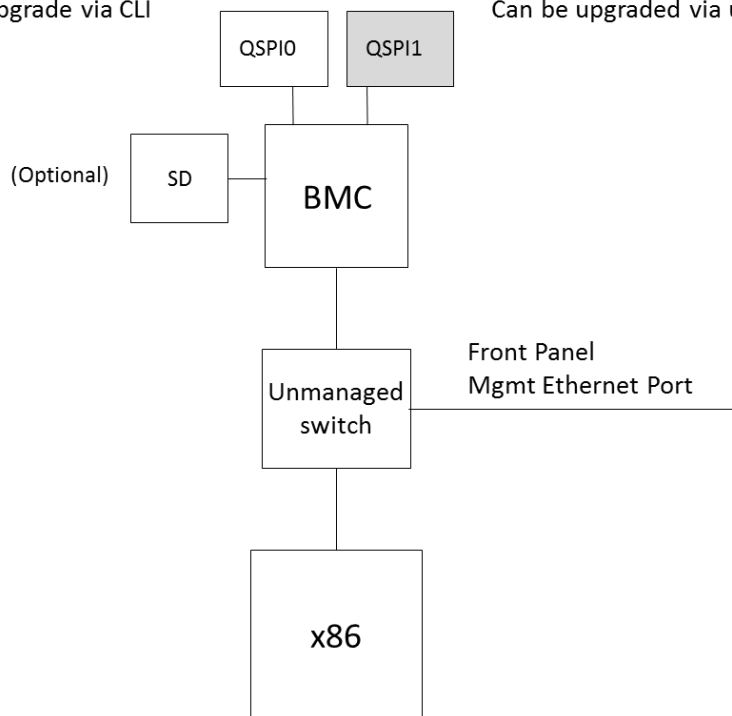 pgrade via CLI
Can be upgraded via
QSPI0
QSPI1
(Optional)
SD
BMC
Front Panel
Mgmt Ethernet Port
Unmanaged
switch
x86